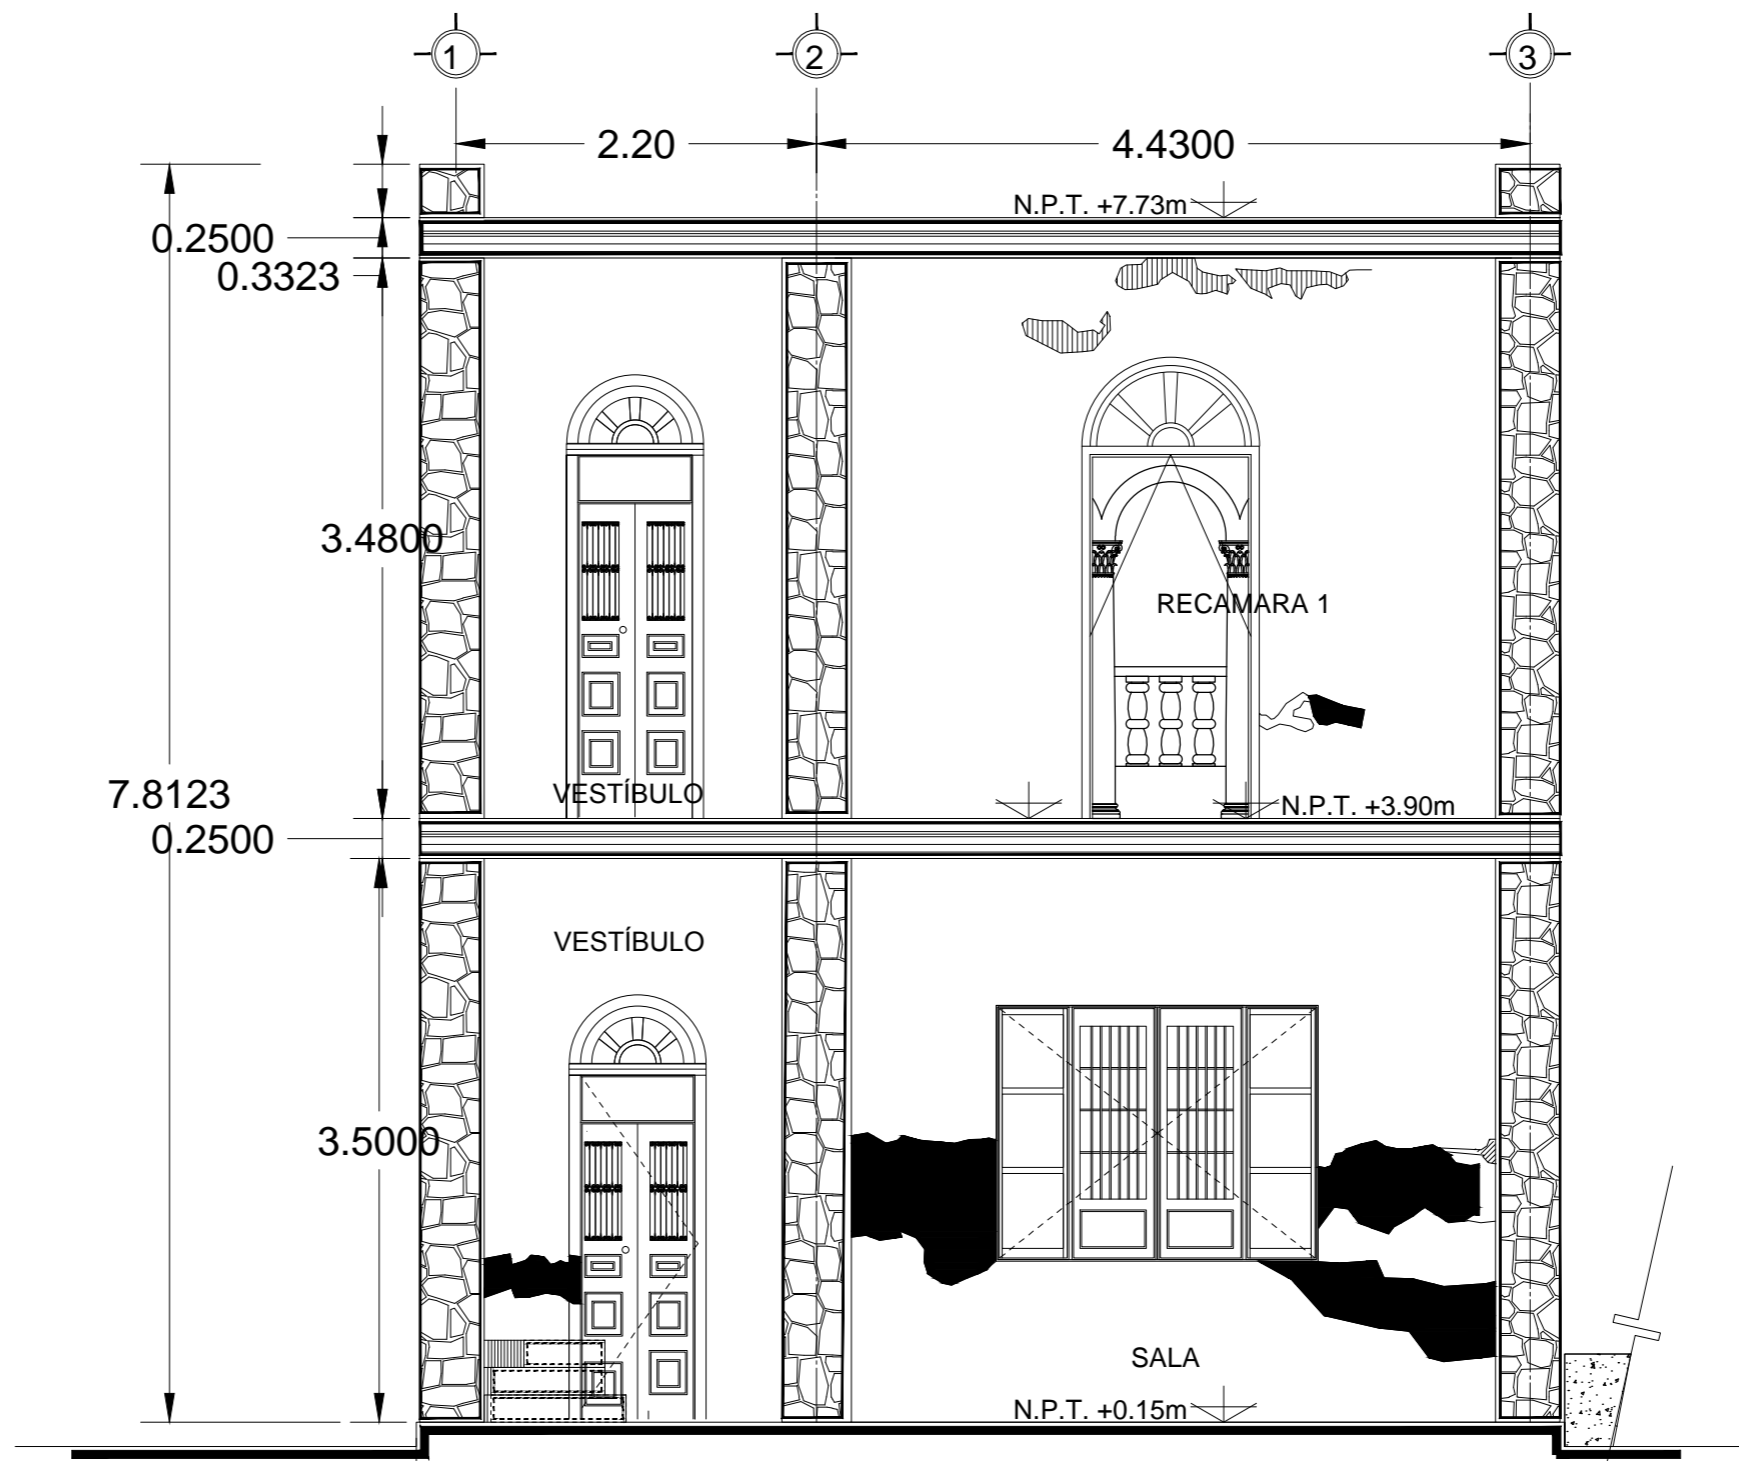 1
2
3
2.20
4.4300
N.P.T. +7.73m
0.2500
0.3323
3.4800
RECAMARA 1
VESTÍBULO
7.8123
N.P.T. +3.90m
0.2500
VESTÍBULO
3.5000
SALA
N.P.T. +0.15m